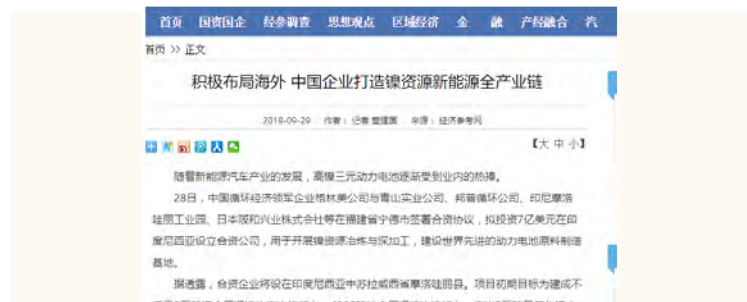 首页 国资国企 经参调查 思想观点 区域经济 金 融 产经融合 汽
首页 >> 正文
积极布局海外 中国企业打造镍资源新能源全产业链
2018-09-29 作者：记者 来源：经济参考网
【大 中 小】
随着新能源汽车产业的发展，高镍三元动力电池逐渐受到业内的热捧。
28日，中国循环经济领军企业格林美公司与青山实业公司、邦普循环公司、印尼摩洛
哇丽工业园、日本阪和兴业株式会社等在福建省宁德市签署合资协议，拟投资7亿美元在印
度尼西亚设立合资公司，用于开展镍资源冶炼与深加工，建设世界先进的动力电池原料制造
基地。
据透露，合资企业将设在印度尼西亚中苏拉威西省摩洛哇丽县。项目初期目标为建成不